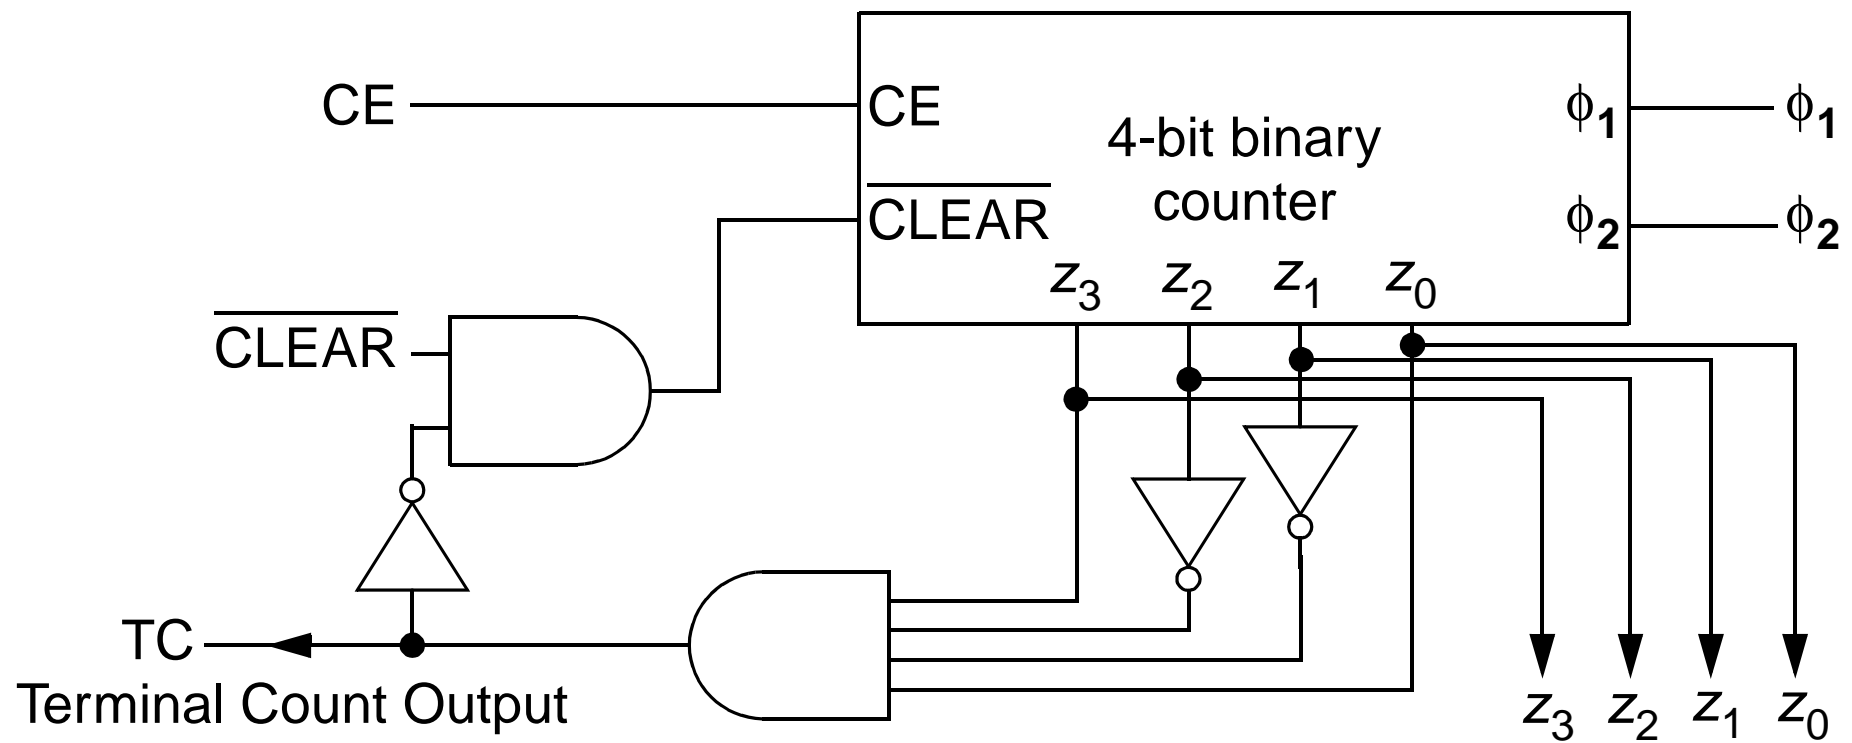 CE
CE
4-bit binary
counter
ϕ1
ϕ1
CLEAR
ϕ2
ϕ2
z3 z2 z1 z0
CLEAR
TC
Terminal Count Output
z3 z2 z1 z0